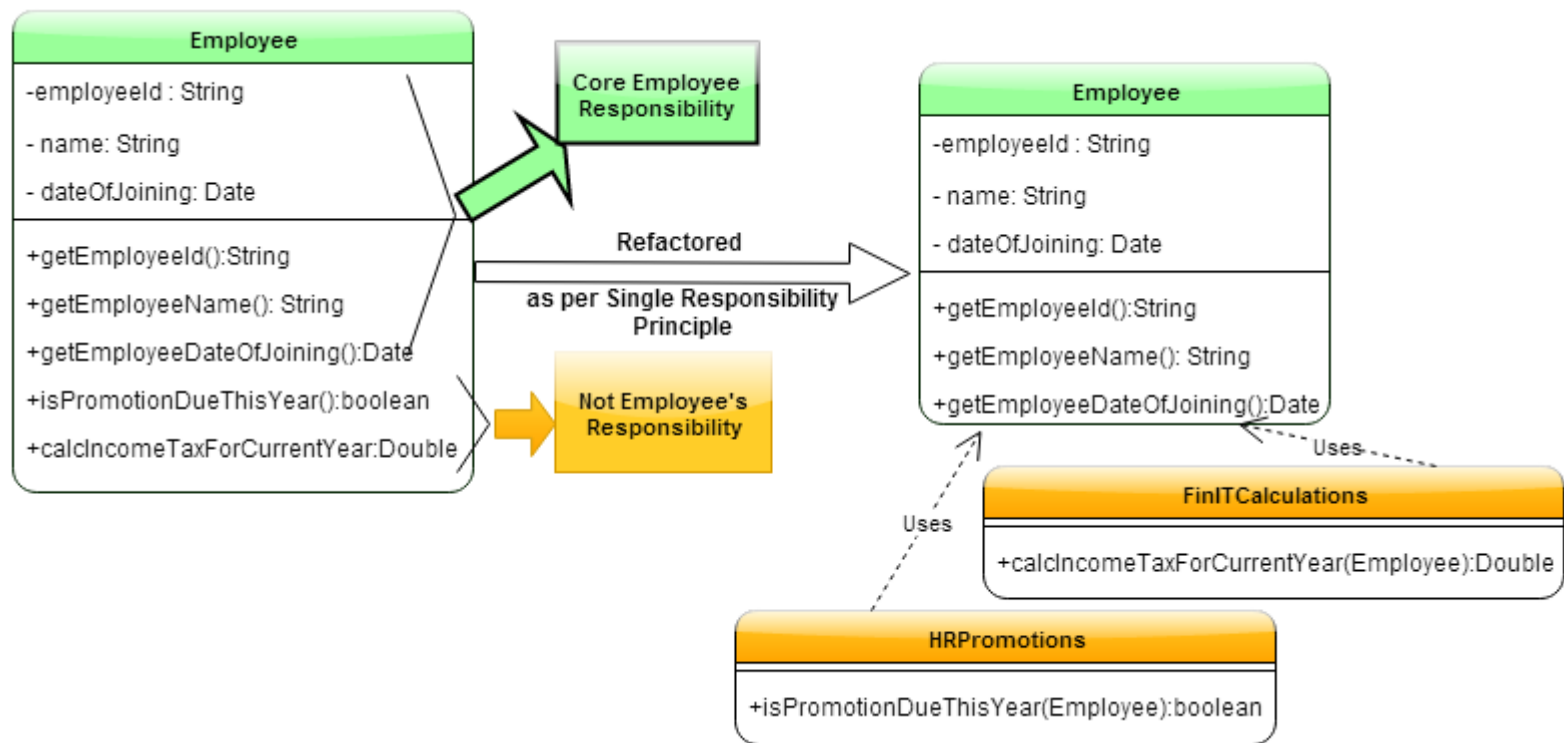 Employee
-employeeId : String
- name: String
- dateOfJoining: Date
+getEmployeeId():String
+getEmployeeName(): String
+getEmployeeDateOfJoining():Date
+isPromotionDueThisYear():boolean
+calcIncomeTaxForCurrentYear:Double
Core Employee
Responsibility
Refactored
as per Single Responsibility
Principle
Not Employee's
Responsibility
Employee
-employeeId : String
- name: String
- dateOfJoining: Date
+getEmployeeId():String
+getEmployeeName(): String
+getEmployeeDateOfJoining():Date
Uses
Uses
FinITCalculations
+calcIncomeTaxForCurrentYear(Employee):Double
HRPromotions
+isPromotionDueThisYear(Employee):boolean